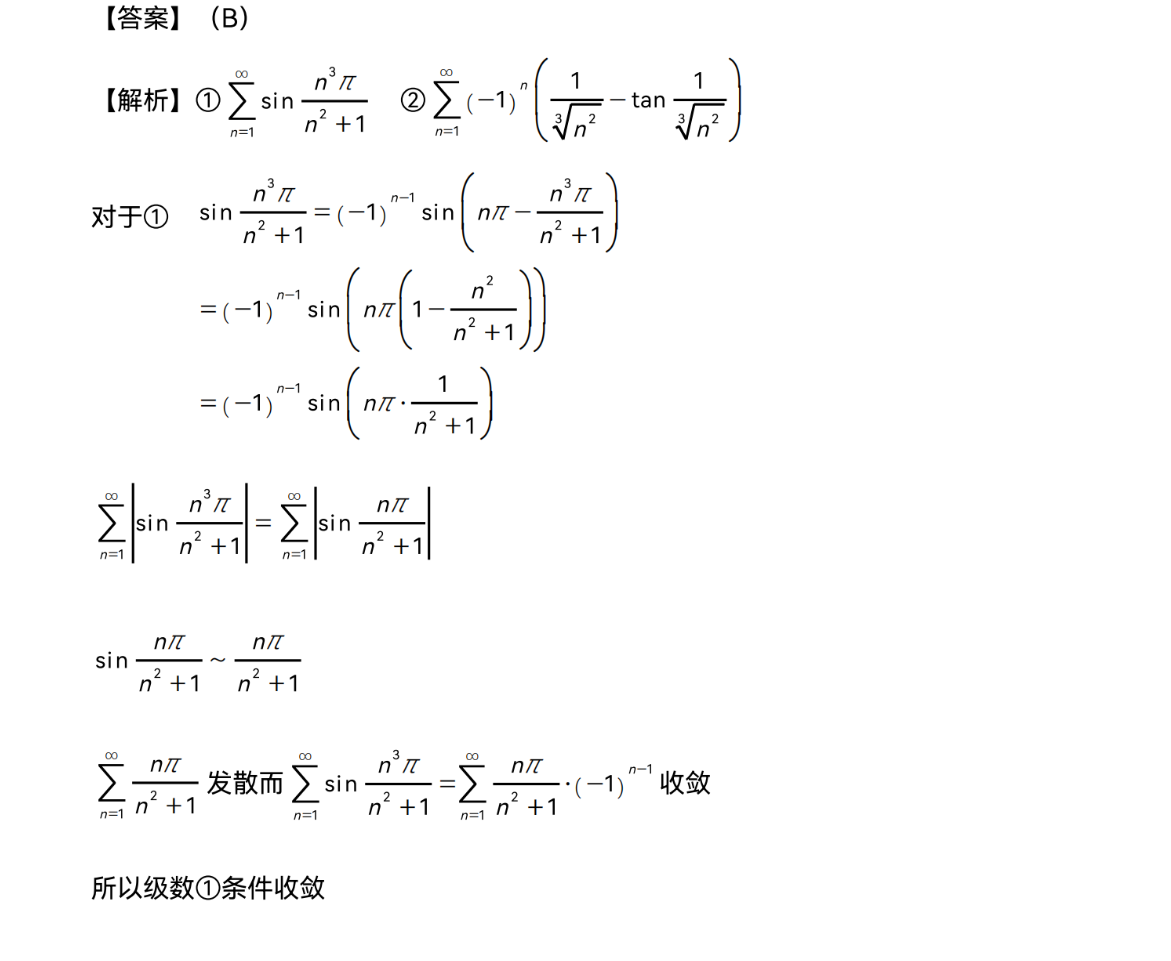 【答案】（B）
【解析】① $\sum_{n=1}^{\infty} \sin \frac{n^3 \pi}{n^2+1}$ ② $\sum_{n=1}^{\infty} (-1)^n \left( \frac{1}{\sqrt[3]{n^2}} - \tan \frac{1}{\sqrt[3]{n^2}} \right)$
对于① $\sin \frac{n^3 \pi}{n^2+1} = (-1)^{n-1} \sin \left( n\pi - \frac{n^3 \pi}{n^2+1} \right)$
$= (-1)^{n-1} \sin \left( n\pi \left( 1 - \frac{n^2}{n^2+1} \right) \right)$
$= (-1)^{n-1} \sin \left( n\pi \cdot \frac{1}{n^2+1} \right)$
$\sum_{n=1}^{\infty} \left| \sin \frac{n^3 \pi}{n^2+1} \right| = \sum_{n=1}^{\infty} \left| \sin \frac{n\pi}{n^2+1} \right|$
$\sin \frac{n\pi}{n^2+1} \sim \frac{n\pi}{n^2+1}$
$\sum_{n=1}^{\infty} \frac{n\pi}{n^2+1}$ 发散而 $\sum_{n=1}^{\infty} \sin \frac{n^3 \pi}{n^2+1} = \sum_{n=1}^{\infty} \frac{n\pi}{n^2+1} \cdot (-1)^{n-1}$ 收敛
所以级数①条件收敛